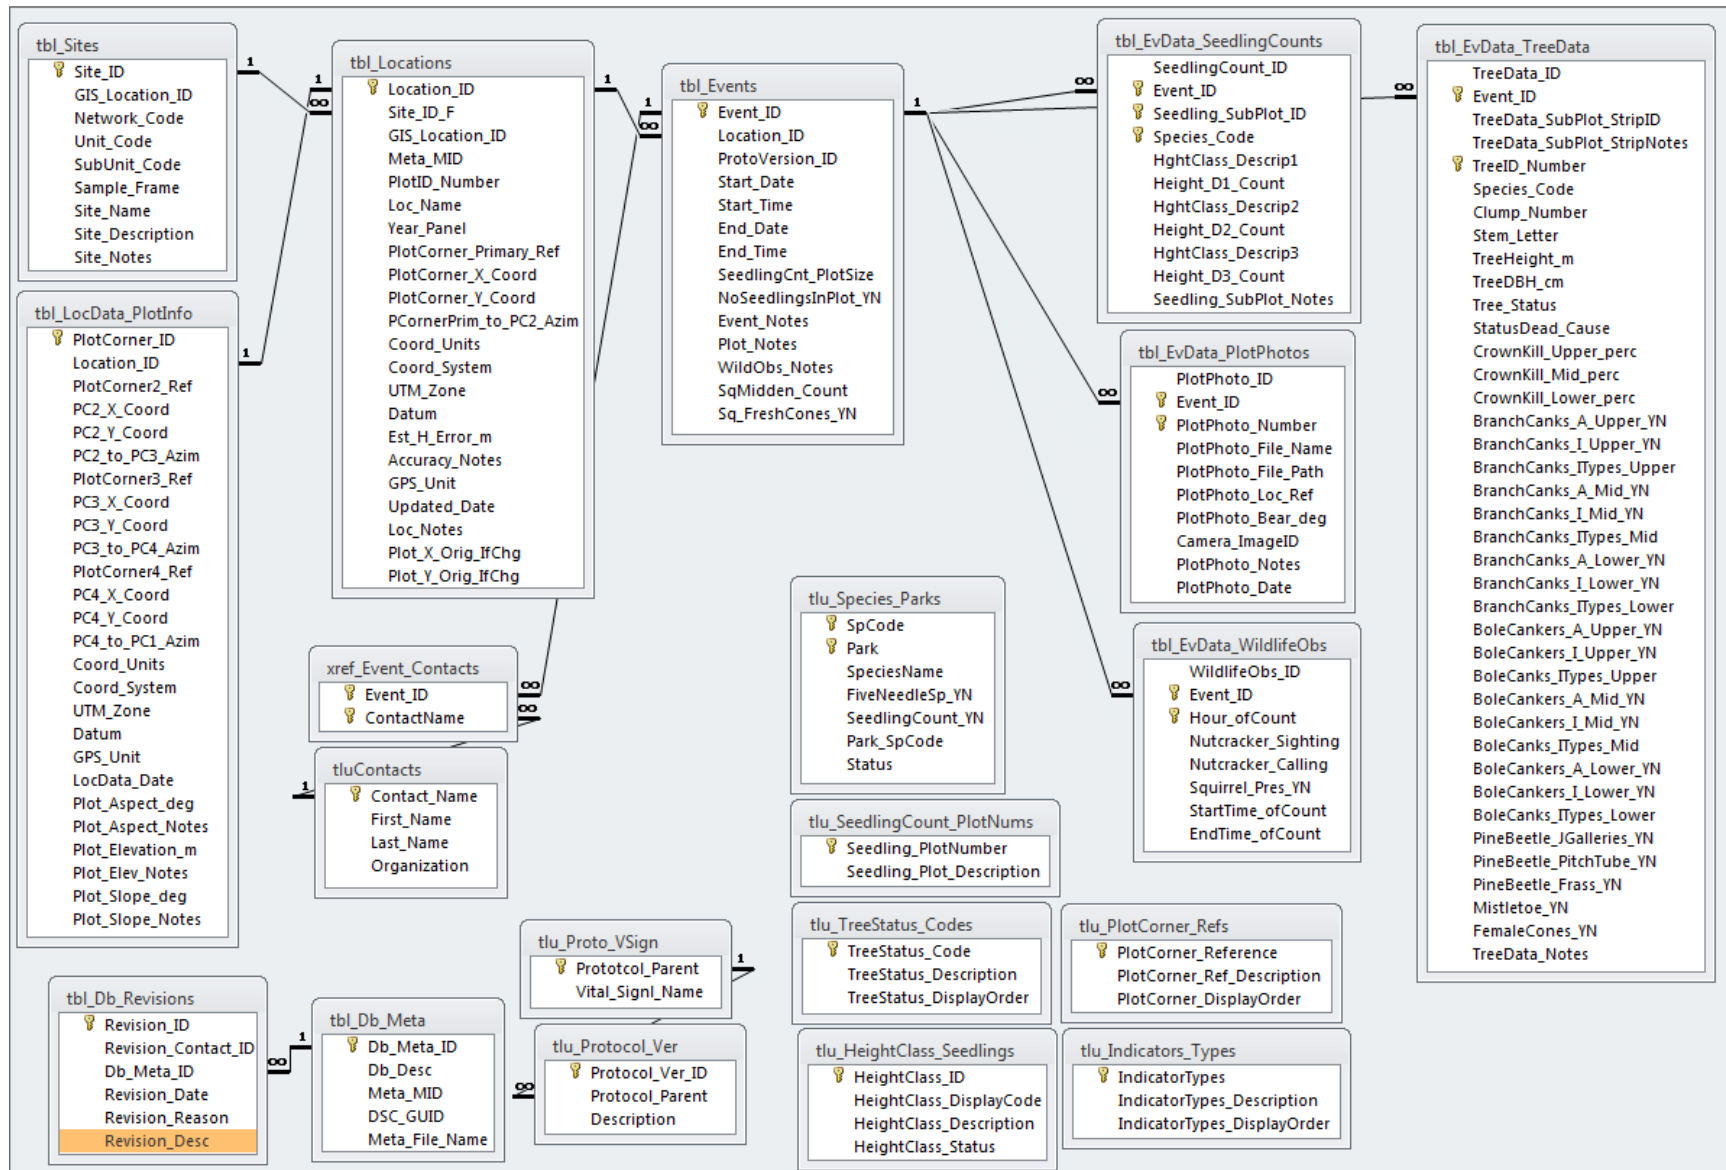 tbl_Sites
Site_ID
GIS_Location_ID
Network_Code
Unit_Code
SubUnit_Code
Sample_Frame
Site_Name
Site_Description
Site_Notes
1
tbl_LocData_PlotInfo
PlotCorner_ID
Location_ID
PlotCorner2_Ref
PC2_X_Coord
PC2_Y_Coord
PC2_to_PC3_Azim
PlotCorner3_Ref
PC3_X_Coord
PC3_Y_Coord
PC3_to_PC4_Azim
PlotCorner4_Ref
PC4_X_Coord
PC4_Y_Coord
PC4_to_PC1_Azim
Coord_Units
Coord_System
UTM_Zone
Datum
GPS_Unit
LocData_Date
Plot_Aspect_deg
Plot_Aspect_Notes
Plot_Elevation_m
Plot_Elev_Notes
Plot_Slope_deg
Plot_Slope_Notes
1
1
∞
tbl_Locations
Location_ID
Site_ID_F
GIS_Location_ID
Meta_MID
PlotID_Number
Loc_Name
Year_Panel
PlotCorner_Primary_Ref
PlotCorner_X_Coord
PlotCorner_Y_Coord
PCornerPrim_to_PC2_Azim
Coord_Units
Coord_System
UTM_Zone
Datum
Est_H_Error_m
Accuracy_Notes
GPS_Unit
Updated_Date
Loc_Notes
Plot_X_Orig_IfChg
Plot_Y_Orig_IfChg
1
1
∞
tbl_Events
Event_ID
Location_ID
ProtoVersion_ID
Start_Date
Start_Time
End_Date
End_Time
SeedlingCnt_PlotSize
NoSeedlingsInPlot_YN
Event_Notes
Plot_Notes
WildObs_Notes
SqMidden_Count
Sq_FreshCones_YN
1
∞
tbl_EvData_SeedlingCounts
SeedlingCount_ID
Event_ID
Seedling_SubPlot_ID
Species_Code
HghtClass_Descrip1
Height_D1_Count
HghtClass_Descrip2
Height_D2_Count
HghtClass_Descrip3
Height_D3_Count
Seedling_SubPlot_Notes
∞
tbl_EvData_PlotPhotos
PlotPhoto_ID
Event_ID
PlotPhoto_Number
PlotPhoto_File_Name
PlotPhoto_File_Path
PlotPhoto_Loc_Ref
PlotPhoto_Bear_deg
Camera_ImageID
PlotPhoto_Notes
PlotPhoto_Date
∞
tbl_EvData_WildlifeObs
WildlifeObs_ID
Event_ID
Hour_ofCount
Nutcracker_Sighting
Nutcracker_Calling
Squirrel_Pres_YN
StartTime_ofCount
EndTime_ofCount
∞
tbl_EvData_TreeData
TreeData_ID
Event_ID
TreeData_SubPlot_StripID
TreeData_SubPlot_StripNotes
TreeID_Number
Species_Code
Clump_Number
Stem_Letter
TreeHeight_m
TreeDBH_cm
Tree_Status
StatusDead_Cause
CrownKill_Upper_perc
CrownKill_Mid_perc
CrownKill_Lower_perc
BranchCanks_A_Upper_YN
BranchCanks_I_Upper_YN
BranchCanks_ITypes_Upper
BranchCanks_A_Mid_YN
BranchCanks_I_Mid_YN
BranchCanks_ITypes_Mid
BranchCanks_A_Lower_YN
BranchCanks_I_Lower_YN
BranchCanks_ITypes_Lower
BoleCankers_A_Upper_YN
BoleCankers_I_Upper_YN
BoleCanks_ITypes_Upper
BoleCankers_A_Mid_YN
BoleCankers_I_Mid_YN
BoleCanks_ITypes_Mid
BoleCankers_A_Lower_YN
BoleCankers_I_Lower_YN
BoleCanks_ITypes_Lower
PineBeetle_JGalleries_YN
PineBeetle_PitchTube_YN
PineBeetle_Frass_YN
Mistletoe_YN
FemaleCones_YN
TreeData_Notes
xref_Event_Contacts
Event_ID
ContactName
∞
∞
1
tluContacts
Contact_Name
First_Name
Last_Name
Organization
tlu_Species_Parks
SpCode
Park
SpeciesName
FiveNeedleSp_YN
SeedlingCount_YN
Park_SpCode
Status
tlu_SeedlingCount_PlotNums
Seedling_PlotNumber
Seedling_Plot_Description
tlu_TreeStatus_Codes
TreeStatus_Code
TreeStatus_Description
TreeStatus_DisplayOrder
tlu_PlotCorner_Refs
PlotCorner_Reference
PlotCorner_Ref_Description
PlotCorner_DisplayOrder
tlu_HeightClass_Seedlings
HeightClass_ID
HeightClass_DisplayCode
HeightClass_Description
HeightClass_Status
tlu_Indicators_Types
IndicatorTypes
IndicatorTypes_Description
IndicatorTypes_DisplayOrder
tlu_Proto_VSign
Prototcol_Parent
Vital_SignI_Name
1
∞
tlu_Protocol_Ver
Protocol_Ver_ID
Protocol_Parent
Description
tbl_Db_Revisions
Revision_ID
Revision_Contact_ID
Db_Meta_ID
Revision_Date
Revision_Reason
Revision_Desc
∞
1
tbl_Db_Meta
Db_Meta_ID
Db_Desc
Meta_MID
DSC_GUID
Meta_File_Name